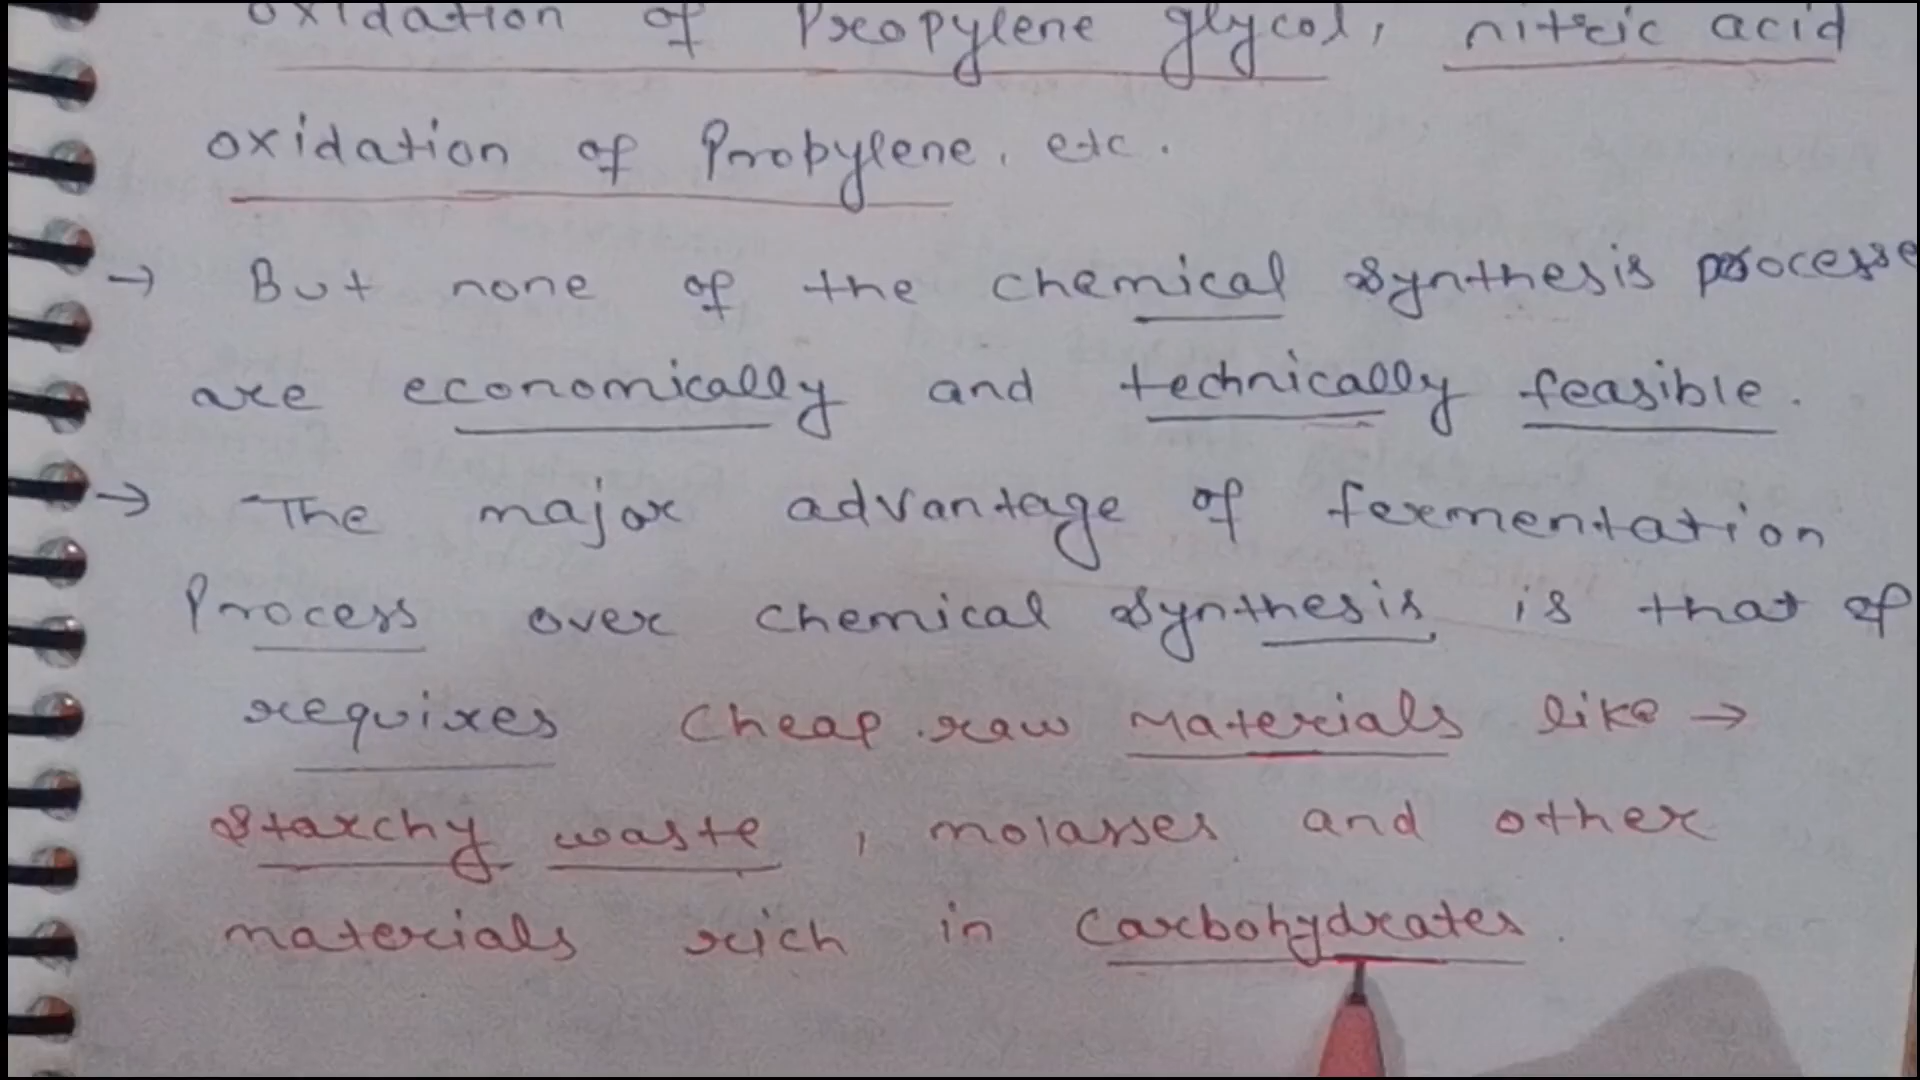 oxidation of Propylene glycol, nitric acid
oxidation of Propylene, etc.
→ But none of the chemical synthesis processe
are economically and technically feasible.
→ The major advantage of fermentation
Process over chemical synthesis is that of
requires cheap raw Materials like →
starchy waste, molasses and other
materials rich in carbohydrates.